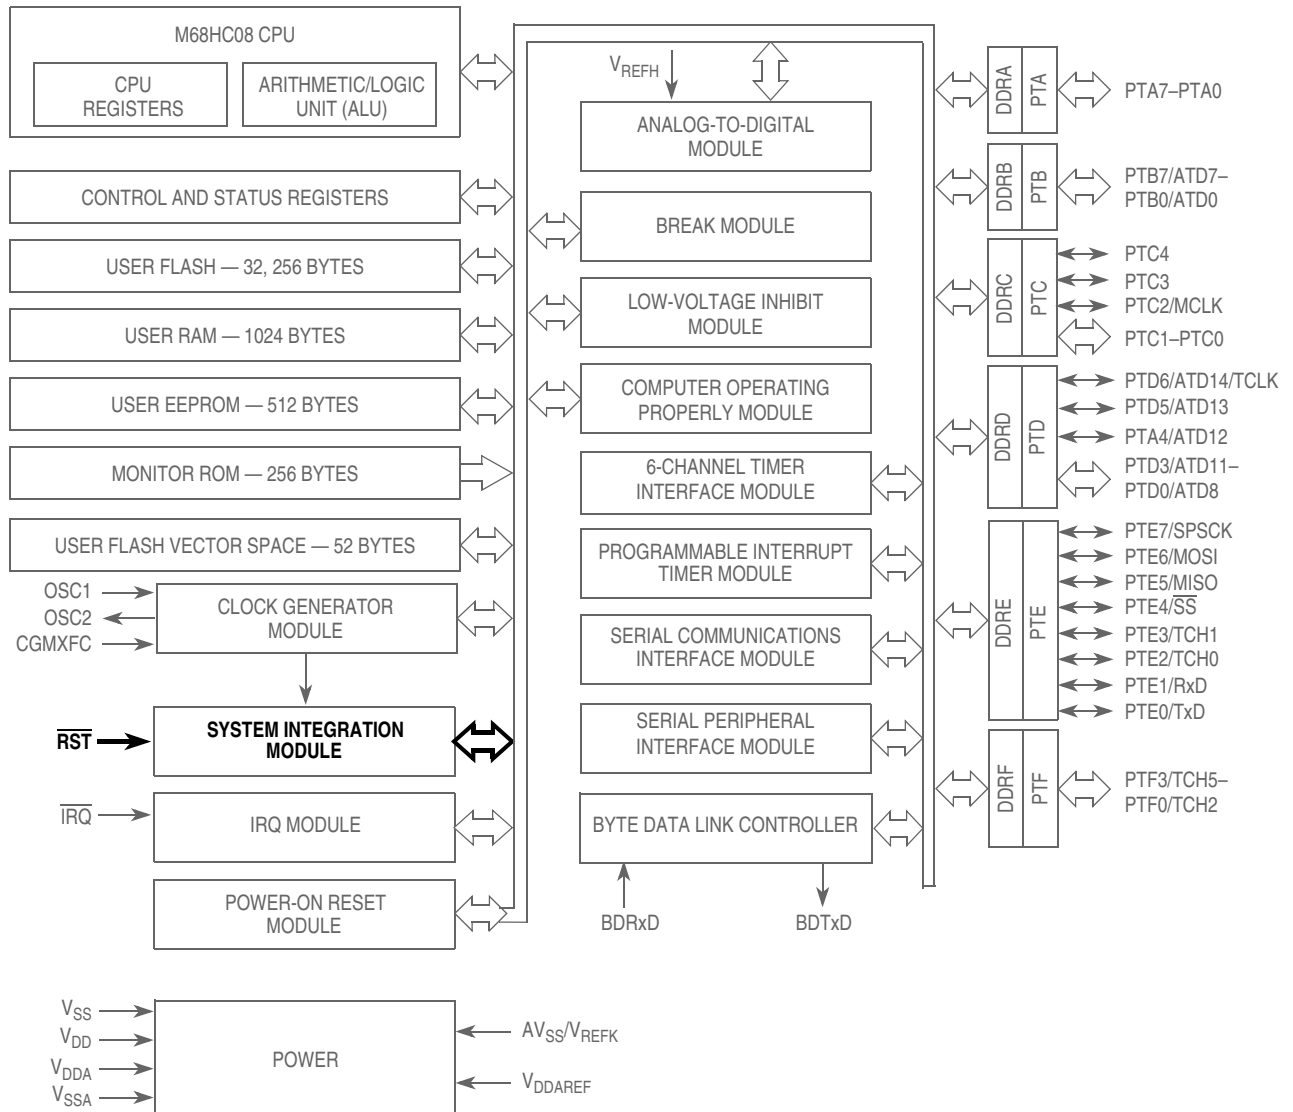 M68HC08 CPU
CPU
REGISTERS
ARITHMETIC/LOGIC
UNIT (ALU)
CONTROL AND STATUS REGISTERS
USER FLASH — 32, 256 BYTES
USER RAM — 1024 BYTES
USER EEPROM — 512 BYTES
MONITOR ROM — 256 BYTES
USER FLASH VECTOR SPACE — 52 BYTES
OSC1
OSC2
CGMXFC
CLOCK GENERATOR
MODULE
RST
SYSTEM INTEGRATION
MODULE
IRQ
IRQ MODULE
POWER-ON RESET
MODULE
VSS
VDD
VDDA
VSSA
POWER
AVSS/VREFK
VDDAREF
VREFH
ANALOG-TO-DIGITAL
MODULE
BREAK MODULE
LOW-VOLTAGE INHIBIT
MODULE
COMPUTER OPERATING
PROPERLY MODULE
6-CHANNEL TIMER
INTERFACE MODULE
PROGRAMMABLE INTERRUPT
TIMER MODULE
SERIAL COMMUNICATIONS
INTERFACE MODULE
SERIAL PERIPHERAL
INTERFACE MODULE
BYTE DATA LINK CONTROLLER
BDRxD
BDTxD
DDRA
PTA
PTA7–PTA0
DDRB
PTB
PTB7/ATD7–
PTB0/ATD0
DDRC
PTC
PTC4
PTC3
PTC2/MCLK
PTC1–PTC0
DDRD
PTD
PTD6/ATD14/TCLK
PTD5/ATD13
PTA4/ATD12
PTD3/ATD11–
PTD0/ATD8
DDRE
PTE
PTE7/SPSCK
PTE6/MOSI
PTE5/MISO
PTE4/SS
PTE3/TCH1
PTE2/TCH0
PTE1/RxD
PTE0/TxD
DDRF
PTF
PTF3/TCH5–
PTF0/TCH2